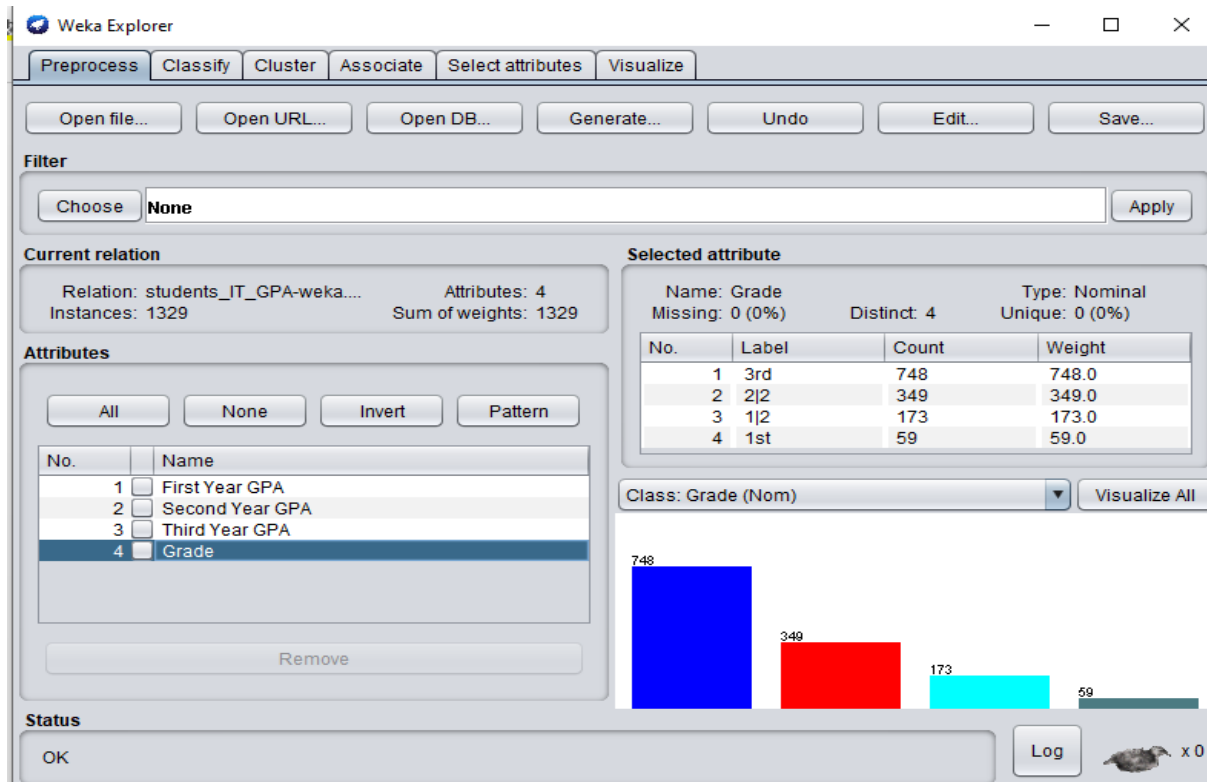 Weka Explorer
Preprocess Classify Cluster Associate Select attributes Visualize
Open file... Open URL... Open DB... Generate... Undo Edit... Save...
Filter
Choose None Apply
Current relation
Relation: students_IT_GPA-weka.... Attributes: 4
Instances: 1329 Sum of weights: 1329
Attributes
All None Invert Pattern
No. Name
1 First Year GPA
2 Second Year GPA
3 Third Year GPA
4 Grade
Remove
Selected attribute
Name: Grade Type: Nominal
Missing: 0 (0%) Distinct: 4 Unique: 0 (0%)
No. Label Count Weight
1 3rd 748 748.0
2 2|2 349 349.0
3 1|2 173 173.0
4 1st 59 59.0
Class: Grade (Nom) Visualize All
748
349
173
59
Status
OK
Log x 0